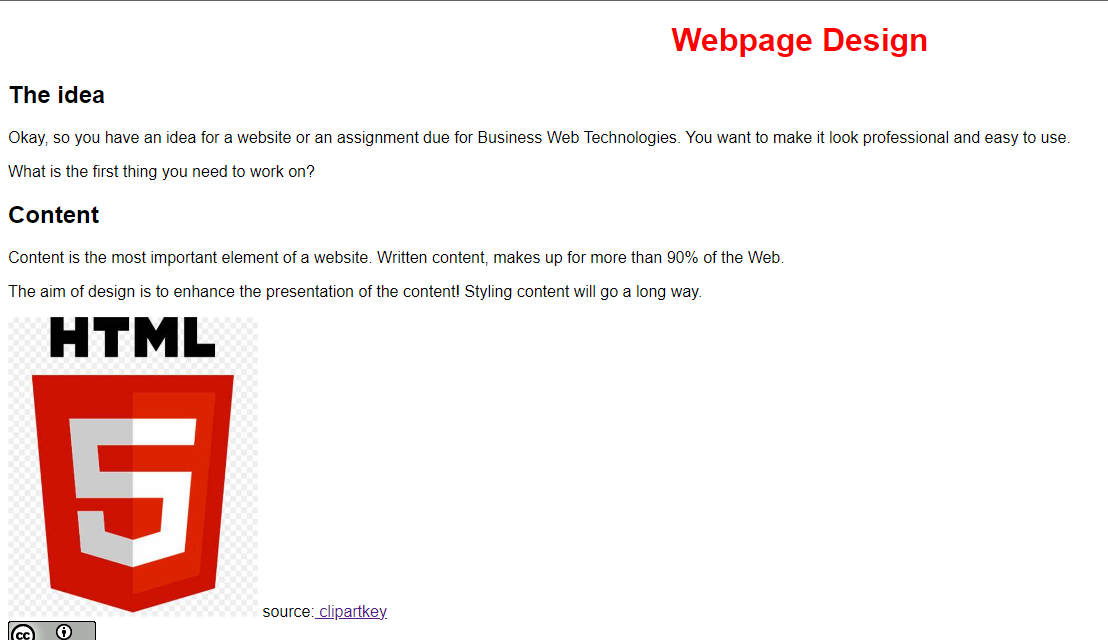 Webpage Design
The idea
Okay, so you have an idea for a website or an assignment due for Business Web Technologies. You want to make it look professional and easy to use.
What is the first thing you need to work on?
Content
Content is the most important element of a website. Written content, makes up for more than 90% of the Web.
The aim of design is to enhance the presentation of the content! Styling content will go a long way.
HTML
5
source: clipartkey
cc